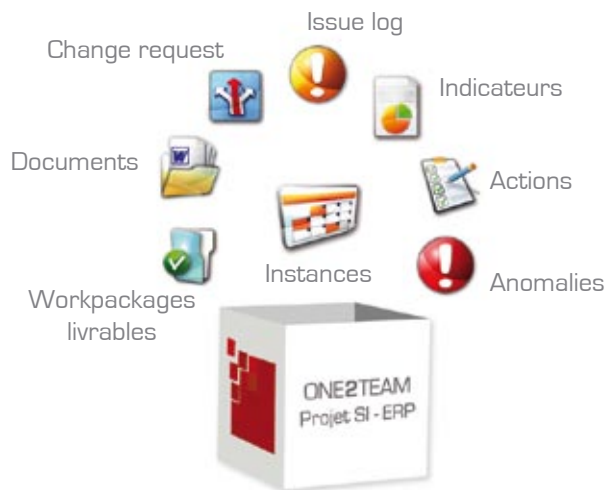 Issue log
Change request
Indicateurs
Documents
Actions
Instances
Anomalies
Workpackages
livrables
ONE2TEAM
Projet SI - ERP
W